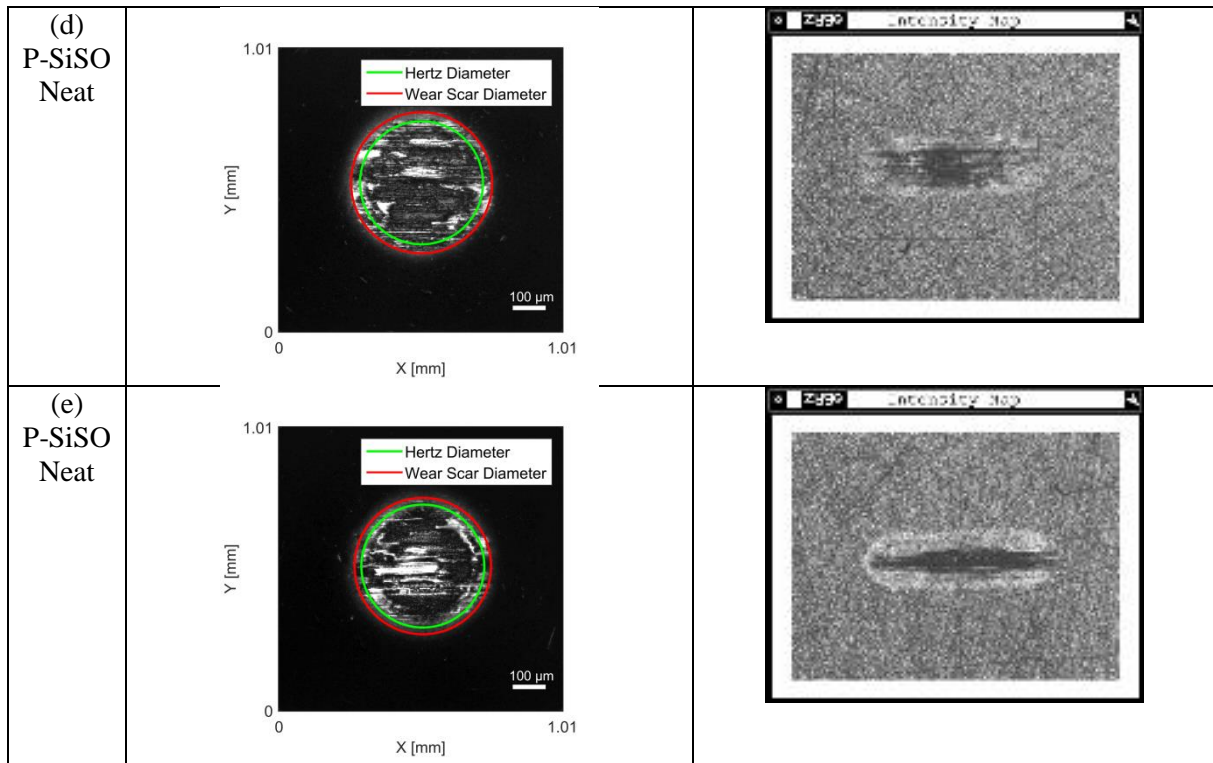 (d)
P-SiSO
Neat
1.01
Hertz Diameter
Wear Scar Diameter
Y [mm]
100 µm
0
0
1.01
X [mm]
Intensity Map
(e)
P-SiSO
Neat
1.01
Hertz Diameter
Wear Scar Diameter
Y [mm]
100 µm
0
0
1.01
X [mm]
Intensity Map